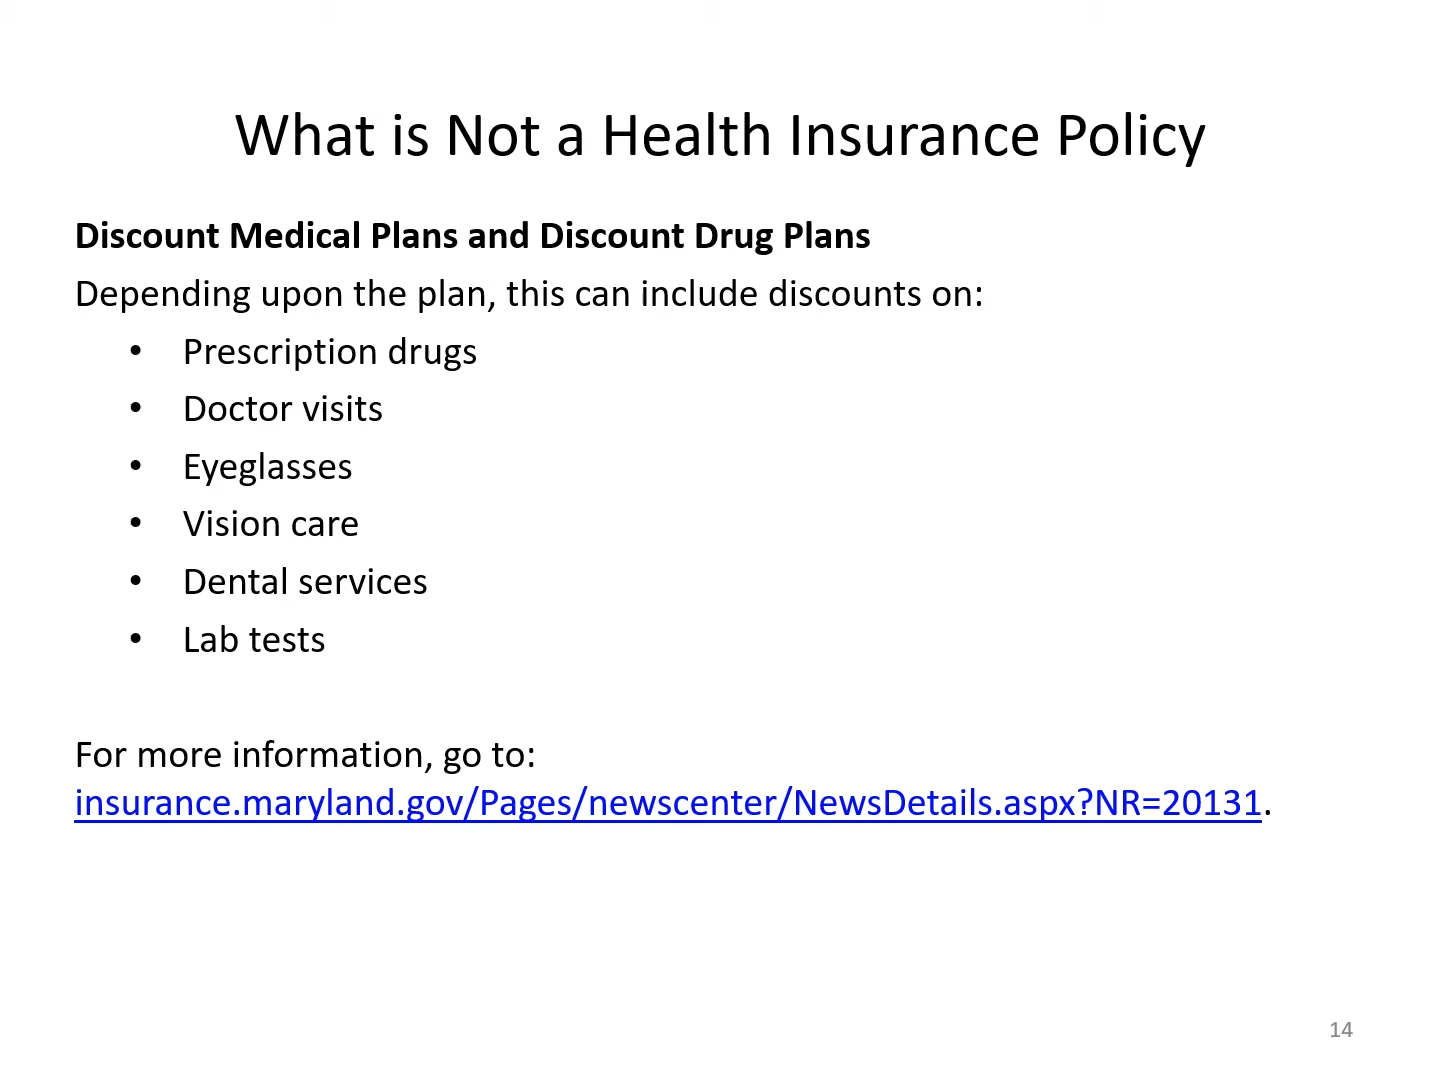 What is Not a Health Insurance Policy
Discount Medical Plans and Discount Drug Plans
Depending upon the plan, this can include discounts on:
• Prescription drugs
• Doctor visits
• Eyeglasses
• Vision care
• Dental services
• Lab tests
For more information, go to:
insurance.maryland.gov/Pages/newscenter/NewsDetails.aspx?NR=20131.
14